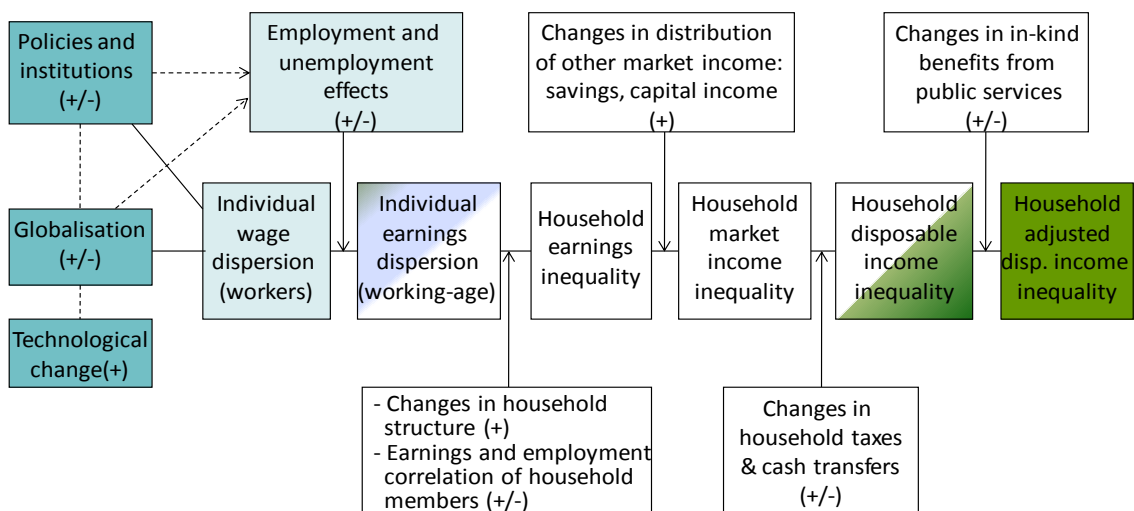 Policies and
institutions
(+/-)
Employment and
unemployment
effects
(+/-)
Changes in distribution
of other market income:
savings, capital income
(+)
Changes in in-kind
benefits from
public services
(+/-)
Globalisation
(+/-)
Individual
wage
dispersion
(workers)
Individual
earnings
dispersion
(working-age)
Household
earnings
inequality
Household
market
income
inequality
Household
disposable
income
inequality
Household
adjusted
disp. income
inequality
Technological
change(+)
- Changes in household
structure (+)
- Earnings and employment
correlation of household
members (+/-)
Changes in
household taxes
& cash transfers
(+/-)